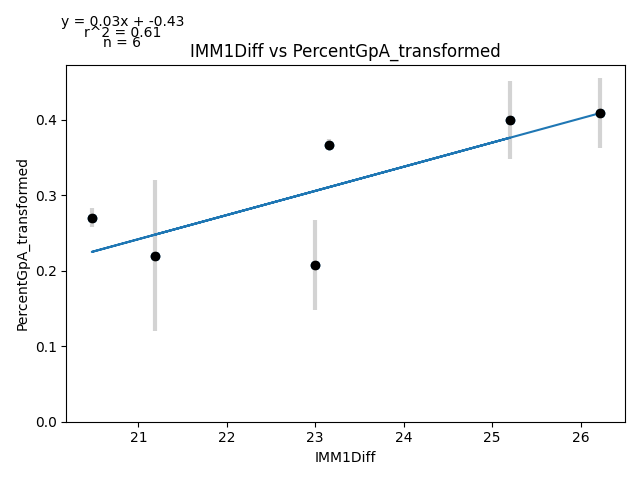 y = 0.03x + -0.43
r^2 = 0.61
n = 6
IMM1Diff vs PercentGpA_transformed
PercentGpA_transformed
0.4
0.3
0.2
0.1
0.0
21 22 23 24 25 26
IMM1Diff